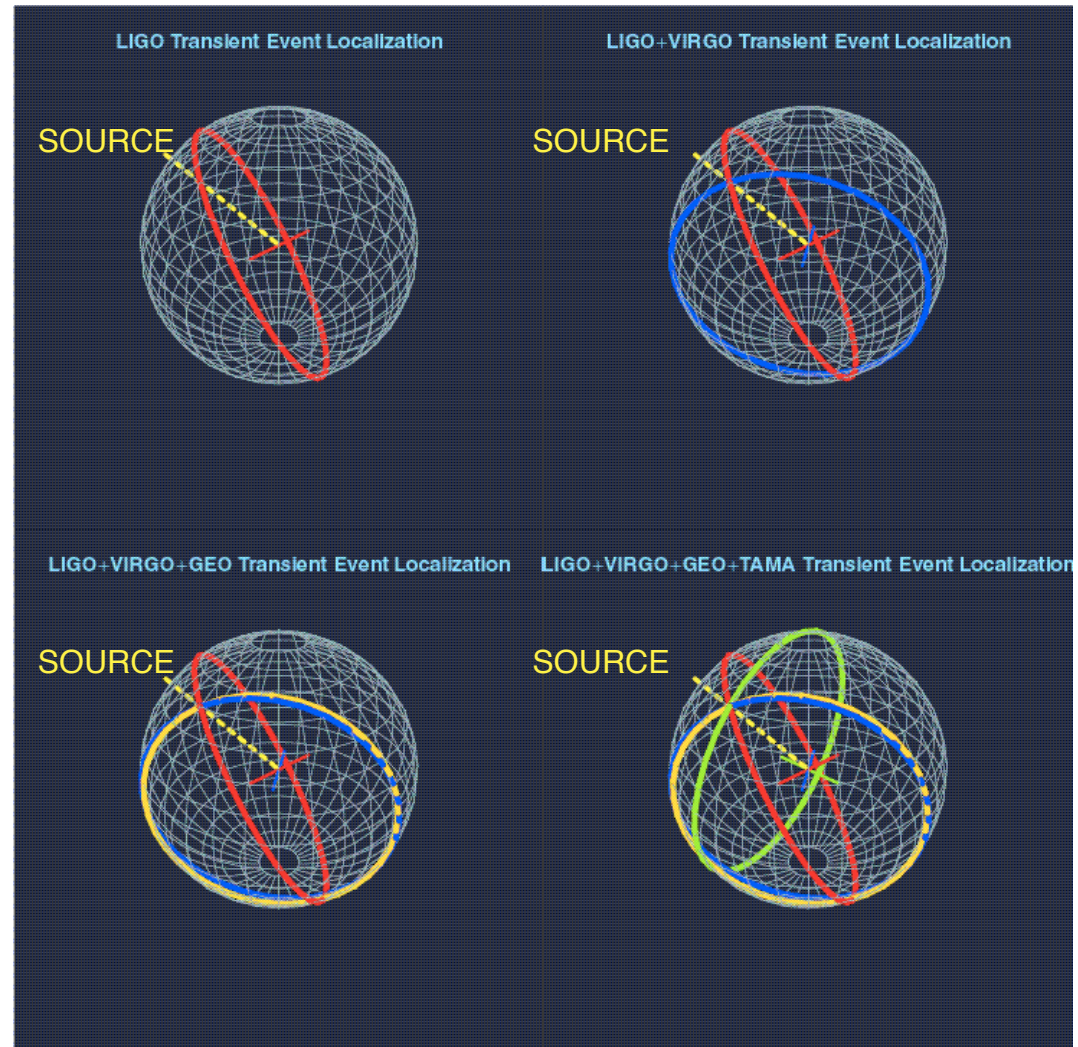 LIGO Transient Event Localization
LIGO+VIRGO Transient Event Localization
SOURCE
SOURCE
LIGO+VIRGO+GEO Transient Event Localization
LIGO+VIRGO+GEO+TAMA Transient Event Localization
SOURCE
SOURCE